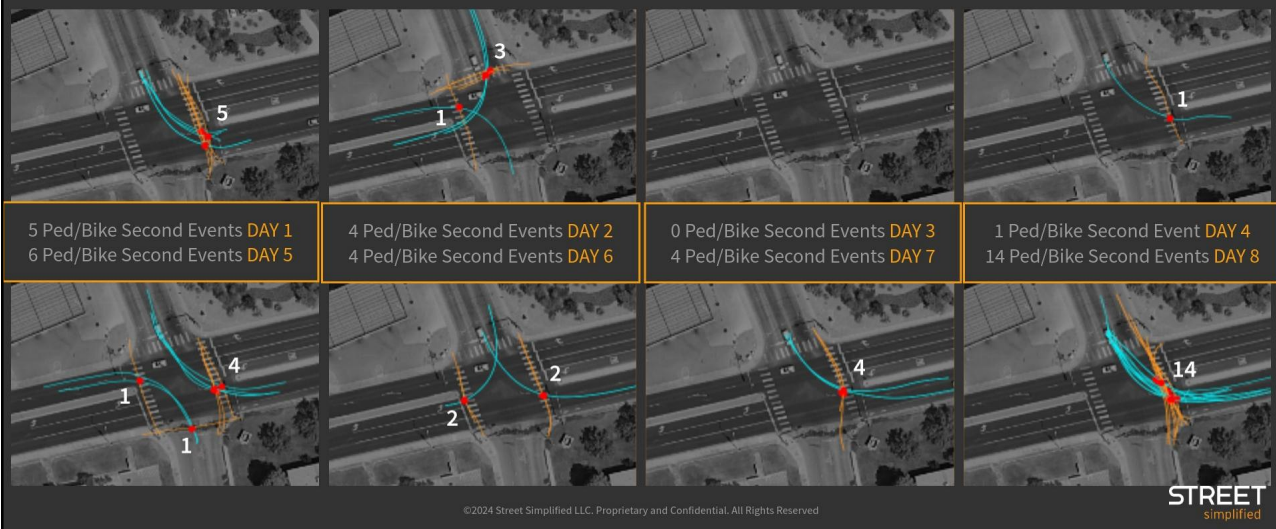 5
3
1
1
5 Ped/Bike Second Events DAY 1
6 Ped/Bike Second Events DAY 5
4 Ped/Bike Second Events DAY 2
4 Ped/Bike Second Events DAY 6
0 Ped/Bike Second Events DAY 3
4 Ped/Bike Second Events DAY 7
1 Ped/Bike Second Event DAY 4
14 Ped/Bike Second Events DAY 8
4
1
1
2
2
4
14
©2024 Street Simplified LLC. Proprietary and Confidential. All Rights Reserved
STREET
simplified